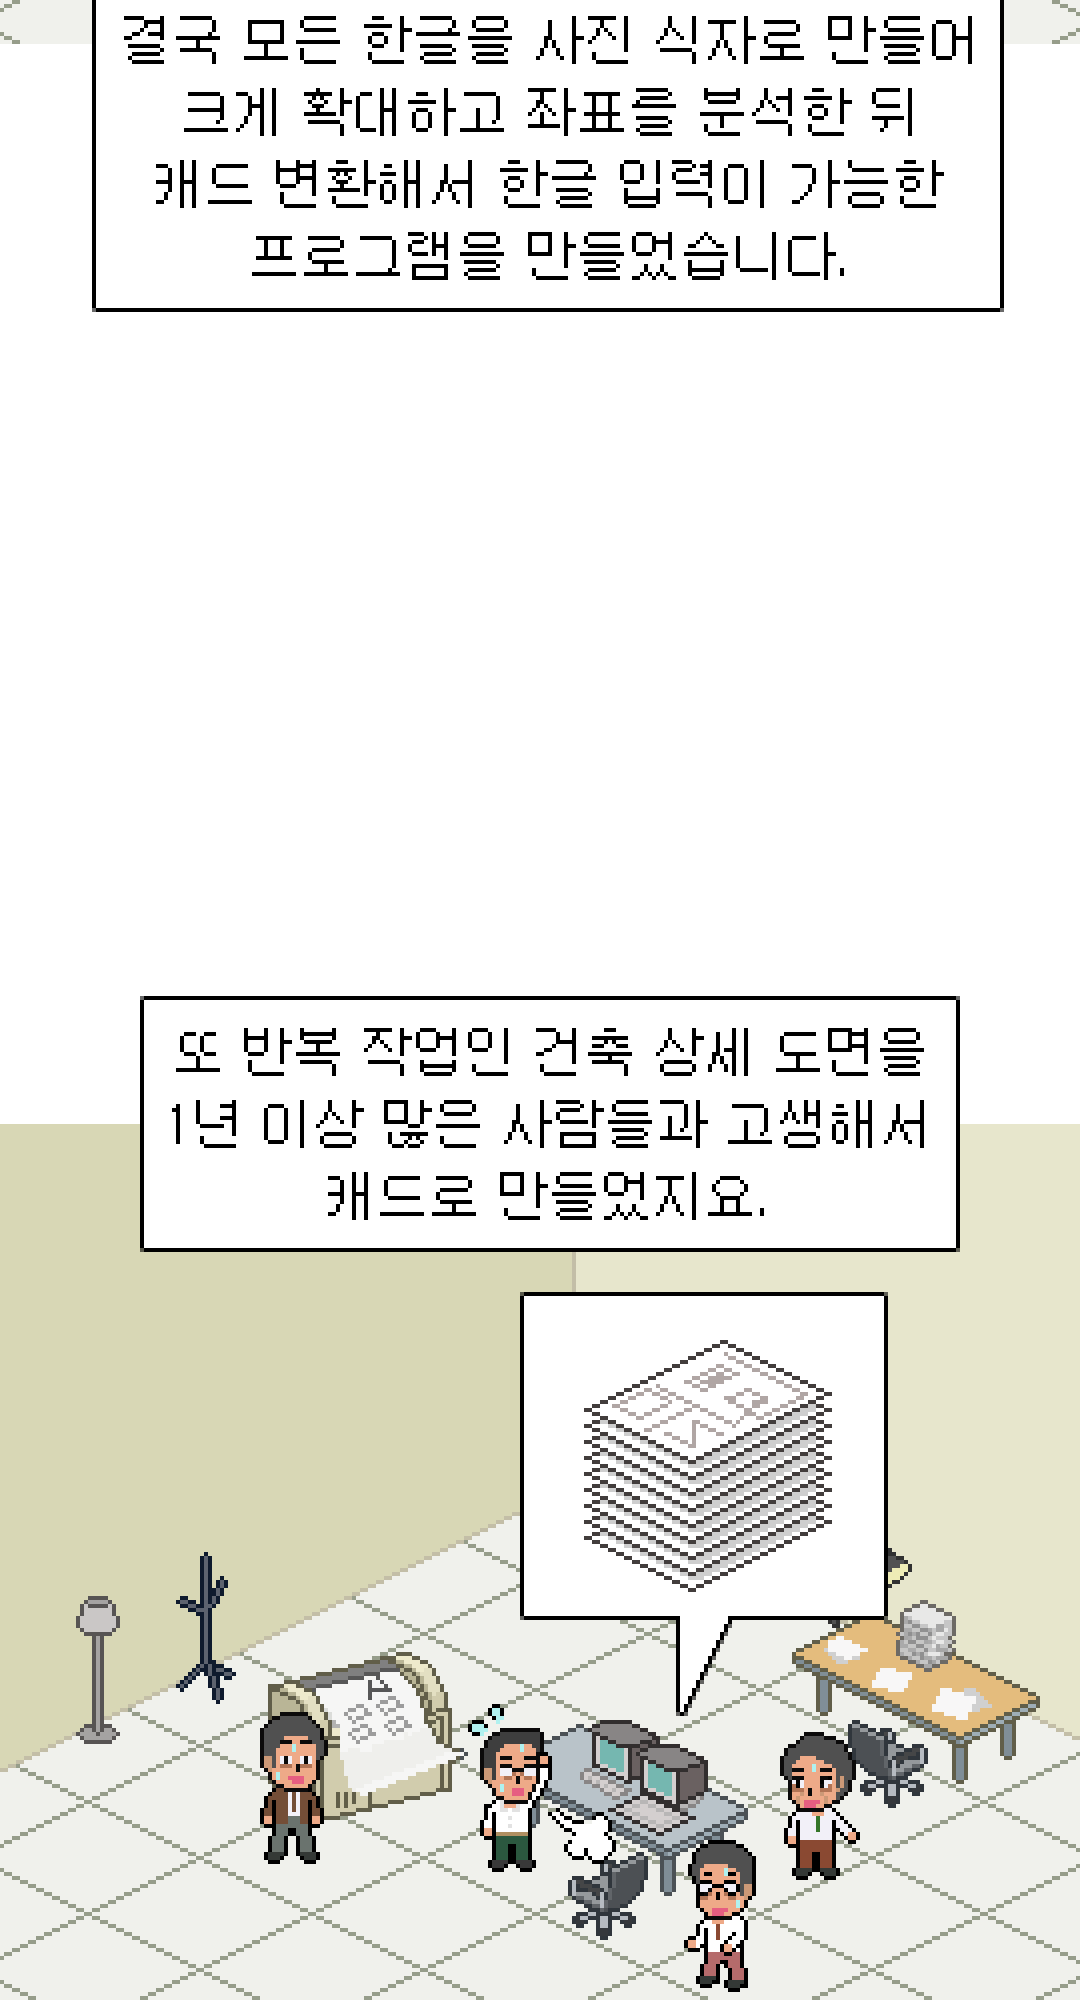 결국 모든 한글을 사진 식자로 만들어
크게 확대하고 좌표를 분석한 뒤
캐드 변환해서 한글 입력이 가능한
프로그램을 만들었습니다.
또 반복 작업인 건축 상세 도면을
1년 이상 많은 사람들과 고생해서
캐드로 만들었지요.
A